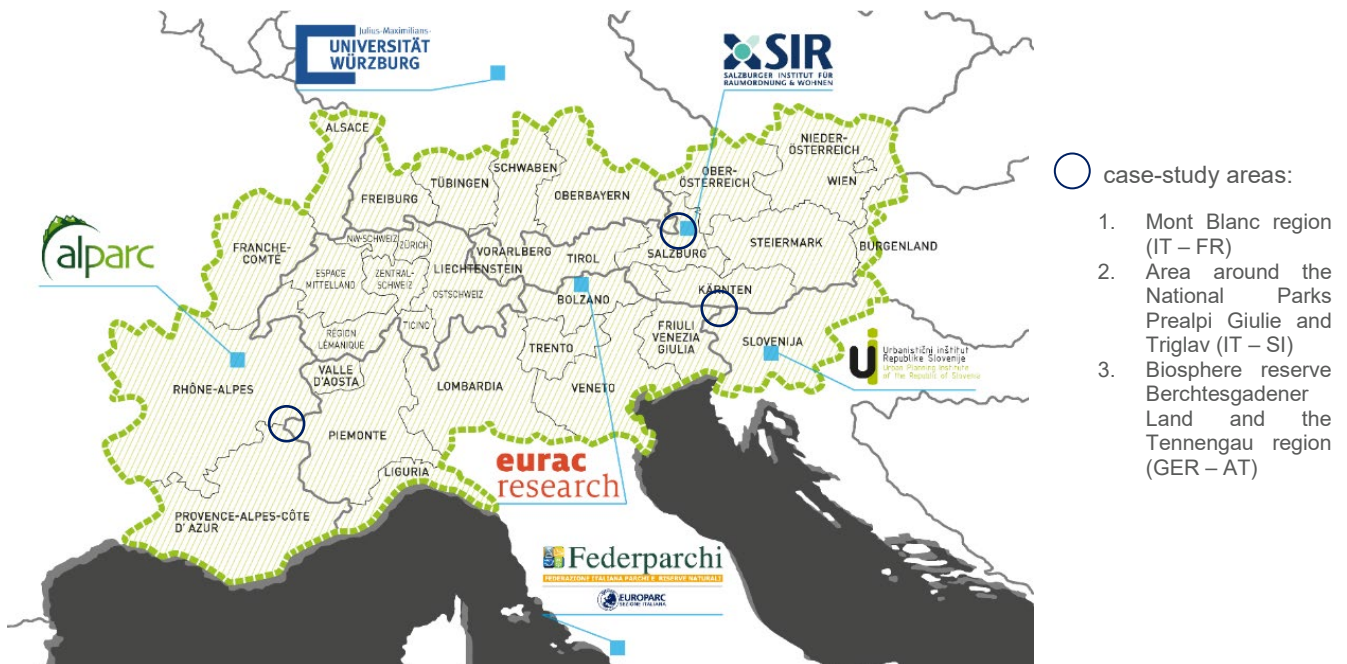 Julius-Maximilians-
UNIVERSITÄT
WÜRZBURG
SIR
SALZBURGER INSTITUT FÜR
RAUMORDNUNG & WOHNEN
alparc
ALSACE
FREIBURG
TÜBINGEN
SCHWABEN
OBERBAYERN
OBER-
ÖSTERREICH
NIEDER-
ÖSTERREICH
WIEN
FRANCHE-
COMTÉ
NW-SCHWEIZ
ZÜRICH
VORARLBERG
LIECHTENSTEIN
TIROL
SALZBURG
STEIERMARK
BURGENLAND
ESPACE
MITTELLAND
ZENTRAL-
SCHWEIZ
OSTSCHWEIZ
BOLZANO
KÄRNTEN
RÉGION
LÉMANIQUE
TICINO
TRENTO
FRIULI
VENEZIA
GIULIA
SLOVENIJA
VALLE
D'AOSTA
RHÔNE-ALPES
LOMBARDIA
VENETO
PIEMONTE
LIGURIA
PROVENCE-ALPES-CÔTE
D' AZUR
Urbanistični inštitut
Republike Slovenije
Urban Planning Institute
of the Republic of Slovenia
eurac
research
Federparchi
FEDERAZIONE ITALIANA PARCHI E RISERVE NATURALI
EUROPARC
SEZIONE ITALIANA
case-study areas:
1. Mont Blanc region
(IT – FR)
2. Area around the
National Parks
Prealpi Giulie and
Triglav (IT – SI)
3. Biosphere reserve
Berchtesgadener
Land and the
Tennengau region
(GER – AT)